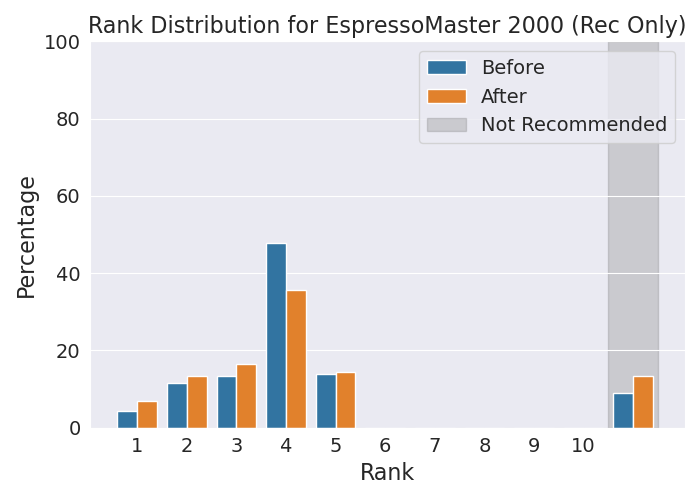 Rank Distribution for EspressoMaster 2000 (Rec Only)
100
80
60
40
20
0
Percentage
Before
After
Not Recommended
1 2 3 4 5 6 7 8 9 10
Rank